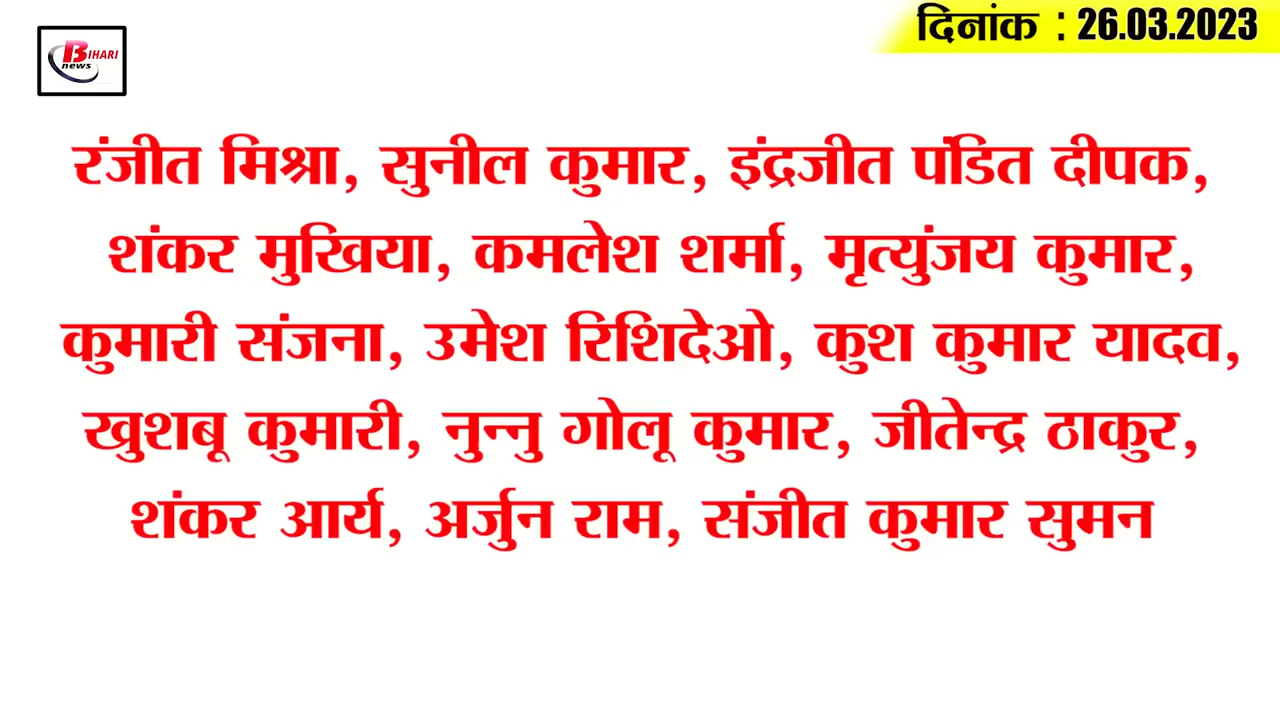 BIHARI
news
दिनांक : 26.03.2023
रंजीत मिश्रा, सुनील कुमार, इंद्रजीत पंडित दीपक,
शंकर मुखिया, कमलेश शर्मा, मृत्युंजय कुमार,
कुमारी संजना, उमेश रिशिदेओ, कुश कुमार यादव,
खुशबू कुमारी, नुन्नु गोलू कुमार, जीतेन्द्र ठाकुर,
शंकर आर्य, अर्जुन राम, संजीत कुमार सुमन